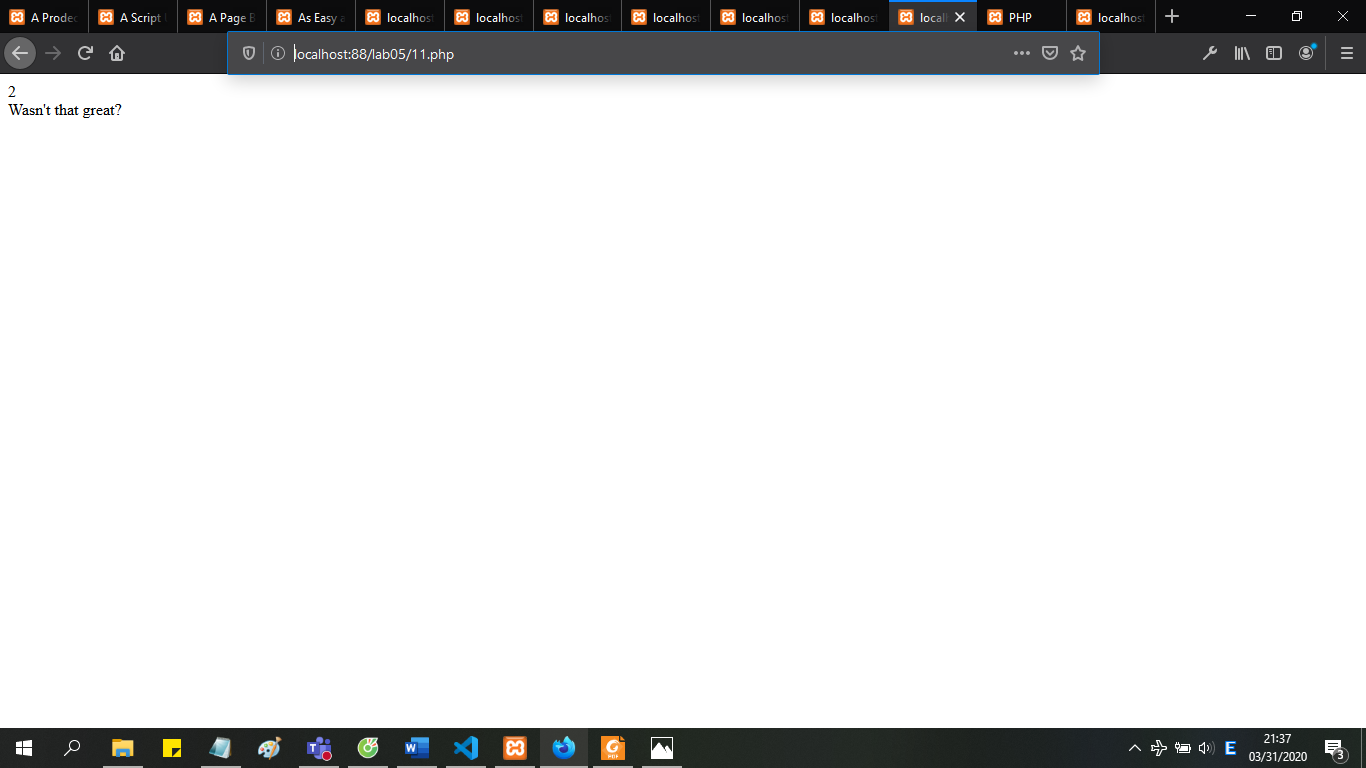 A Prodec
A Script
A Page B
As Easy a
localhost
localhost
localhost
localhost
localhost
localhost
local
PHP
localhos
localhost:88/lab05/11.php
2
Wasn't that great?
E
21:37
03/31/2020
3